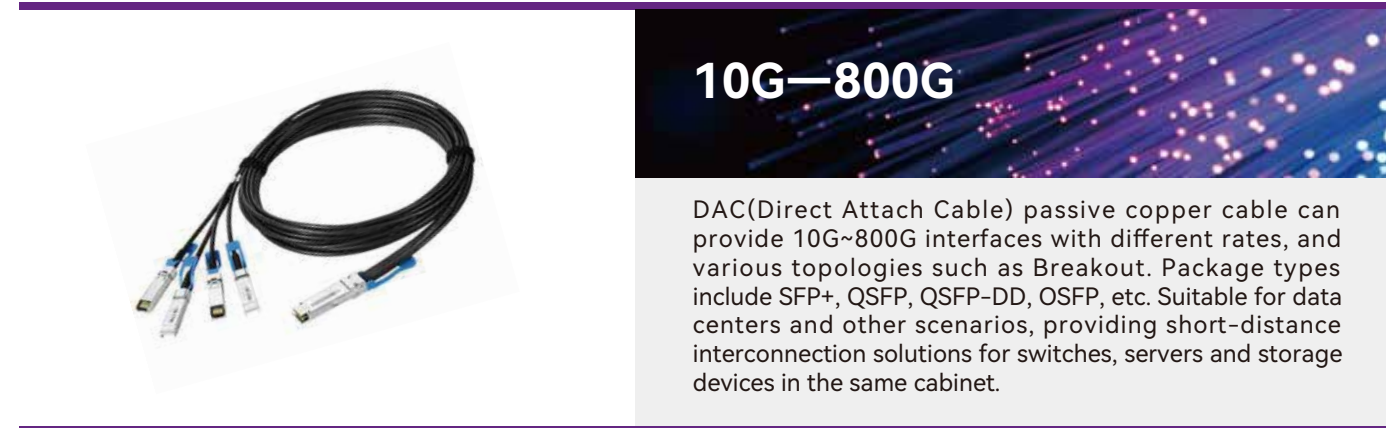 10G—800G
DAC(Direct Attach Cable) passive copper cable can
provide 10G~800G interfaces with different rates, and
various topologies such as Breakout. Package types
include SFP+, QSFP, QSFP-DD, OSFP, etc. Suitable for data
centers and other scenarios, providing short-distance
interconnection solutions for switches, servers and storage
devices in the same cabinet.